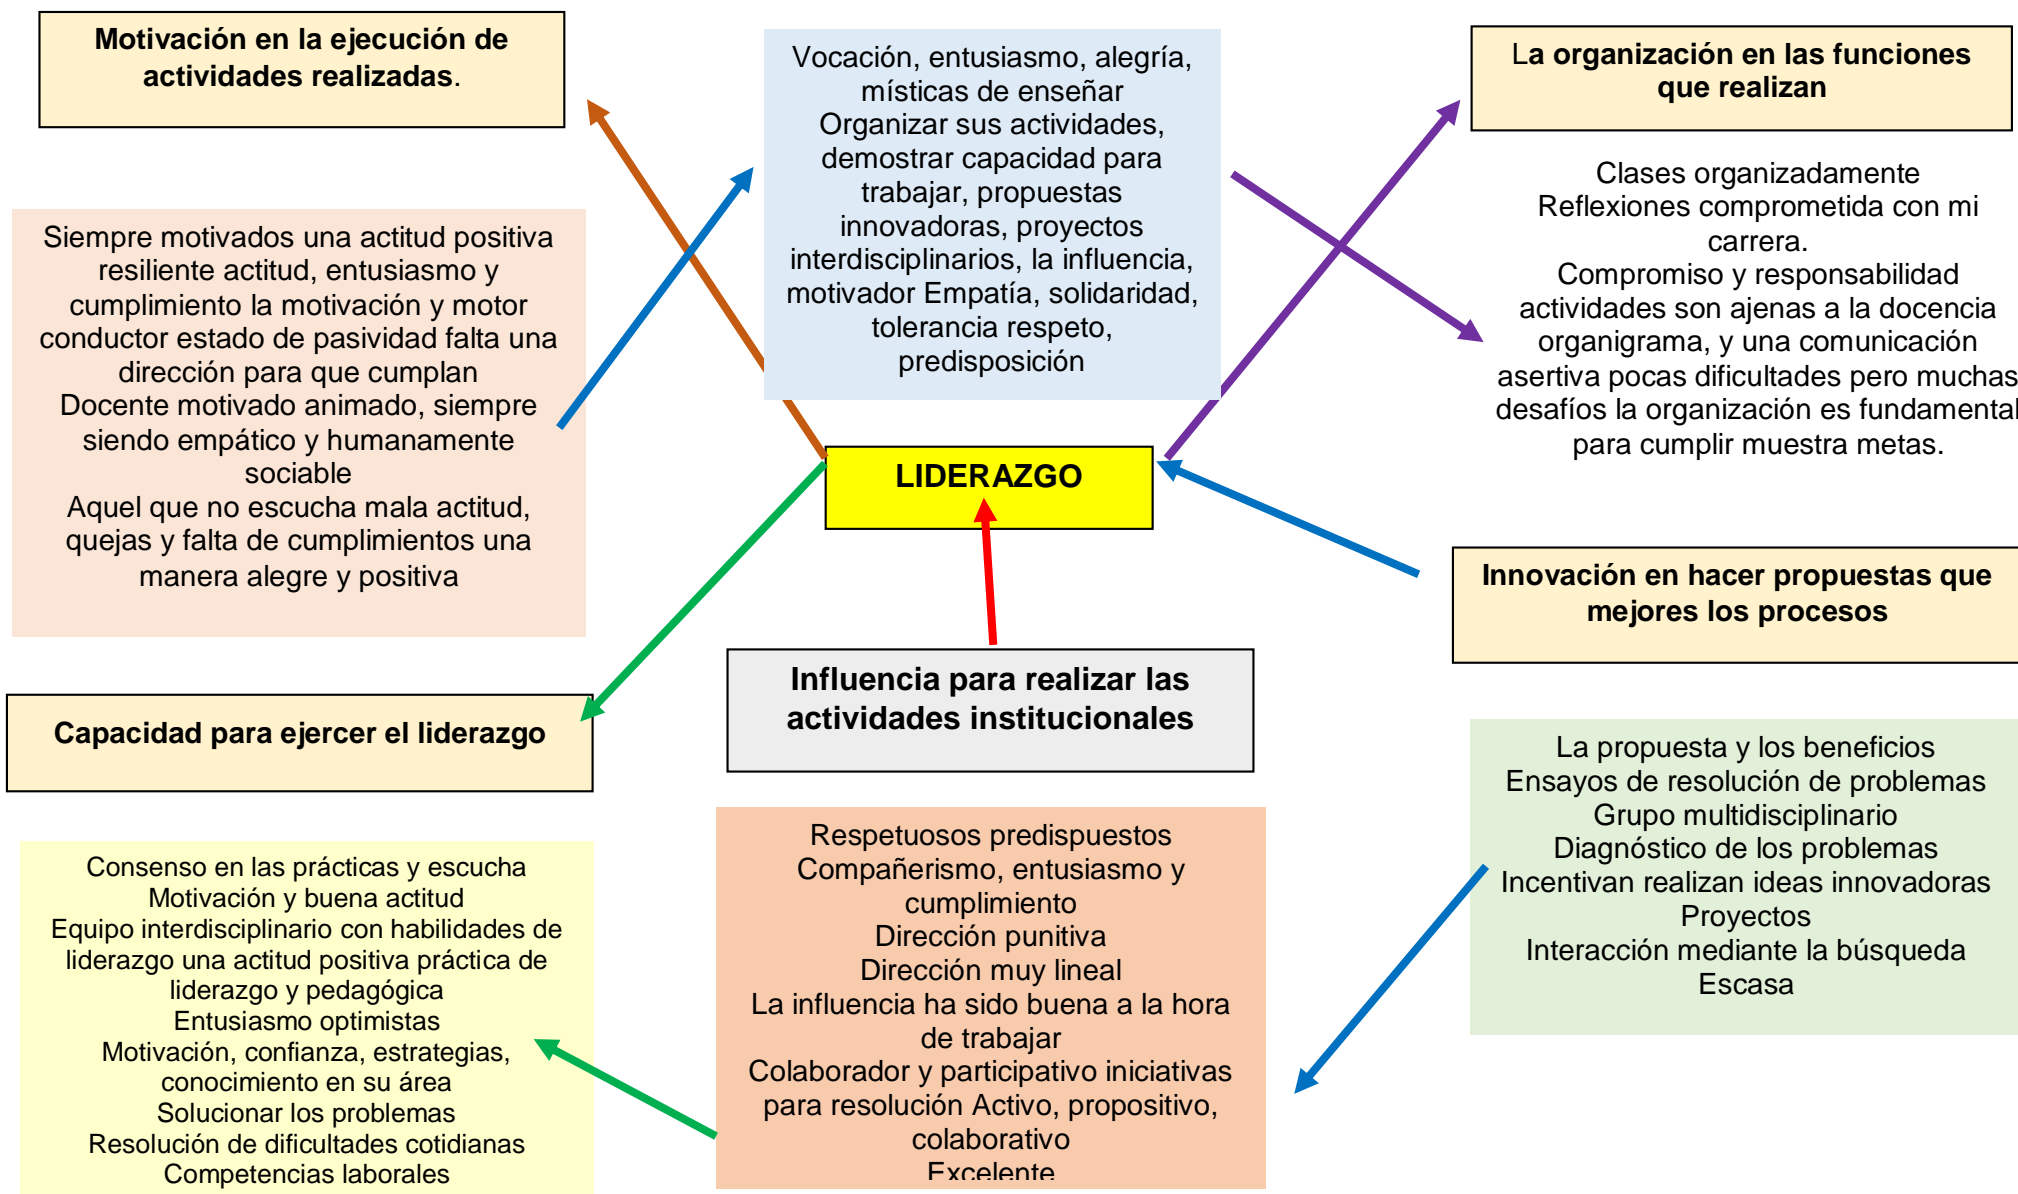 Motivación en la ejecución de
actividades realizadas.
Siempre motivados una actitud positiva
resiliente actitud, entusiasmo y
cumplimiento la motivación y motor
conductor estado de pasividad falta una
dirección para que cumplan
Docente motivado animado, siempre
siendo empático y humanamente
sociable
Aquel que no escucha mala actitud,
quejas y falta de cumplimientos una
manera alegre y positiva
Vocación, entusiasmo, alegría,
místicas de enseñar
Organizar sus actividades,
demostrar capacidad para
trabajar, propuestas
innovadoras, proyectos
interdisciplinarios, la influencia,
motivador Empatía, solidaridad,
tolerancia respeto,
predisposición
La organización en las funciones
que realizan
Clases organizadamente
Reflexiones comprometida con mi
carrera.
Compromiso y responsabilidad
actividades son ajenas a la docencia
organigrama, y una comunicación
asertiva pocas dificultades pero muchas
desafíos la organización es fundamental
para cumplir muestra metas.
LIDERAZGO
Innovación en hacer propuestas que
mejores los procesos
Influencia para realizar las
actividades institucionales
Capacidad para ejercer el liderazgo
La propuesta y los beneficios
Ensayos de resolución de problemas
Grupo multidisciplinario
Diagnóstico de los problemas
Incentivan realizan ideas innovadoras
Proyectos
Interacción mediante la búsqueda
Escasa
Respetuosos predispuestos
Compañerismo, entusiasmo y
cumplimiento
Dirección punitiva
Dirección muy lineal
La influencia ha sido buena a la hora
de trabajar
Colaborador y participativo iniciativas
para resolución Activo, propositivo,
colaborativo
Excelente
Consenso en las prácticas y escucha
Motivación y buena actitud
Equipo interdisciplinario con habilidades de
liderazgo una actitud positiva práctica de
liderazgo y pedagógica
Entusiasmo optimistas
Motivación, confianza, estrategias,
conocimiento en su área
Solucionar los problemas
Resolución de dificultades cotidianas
Competencias laborales